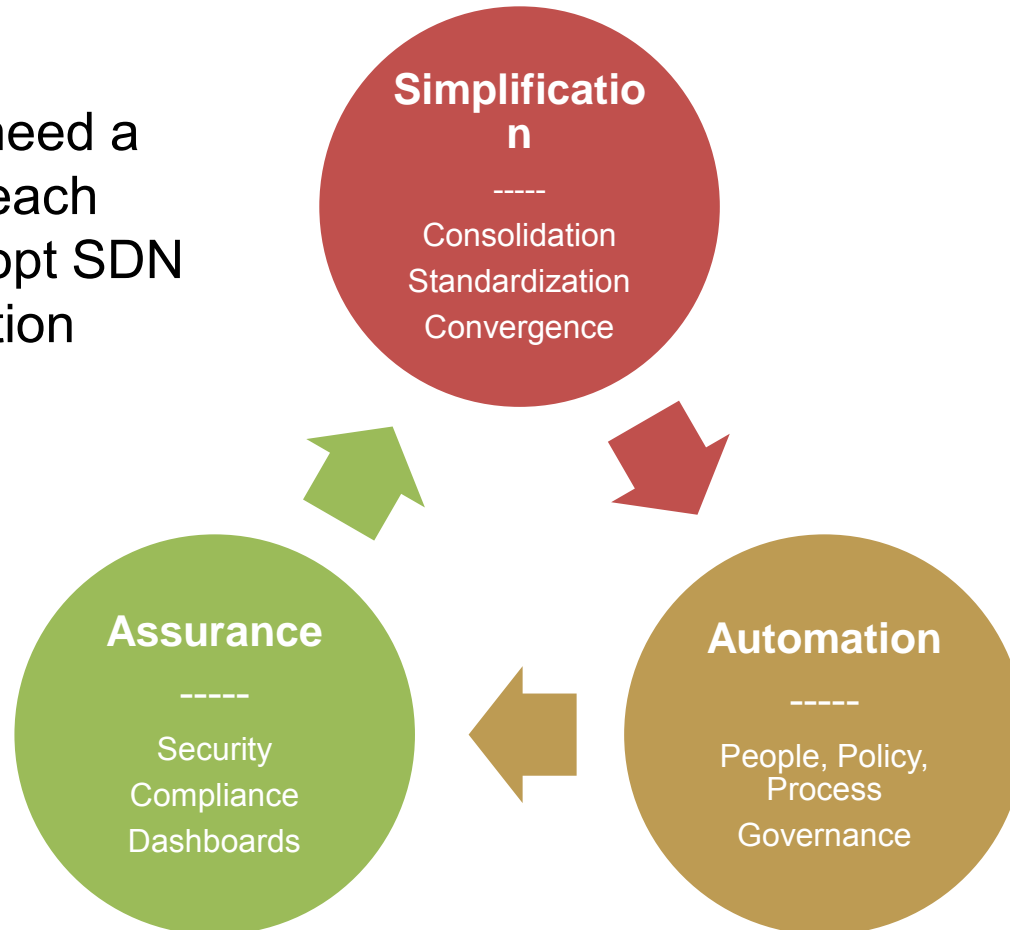 need a
each
opt SDN
tion
Simplificatio
n
-----
Consolidation
Standardization
Convergence
Assurance
-----
Security
Compliance
Dashboards
Automation
-----
People, Policy,
Process
Governance